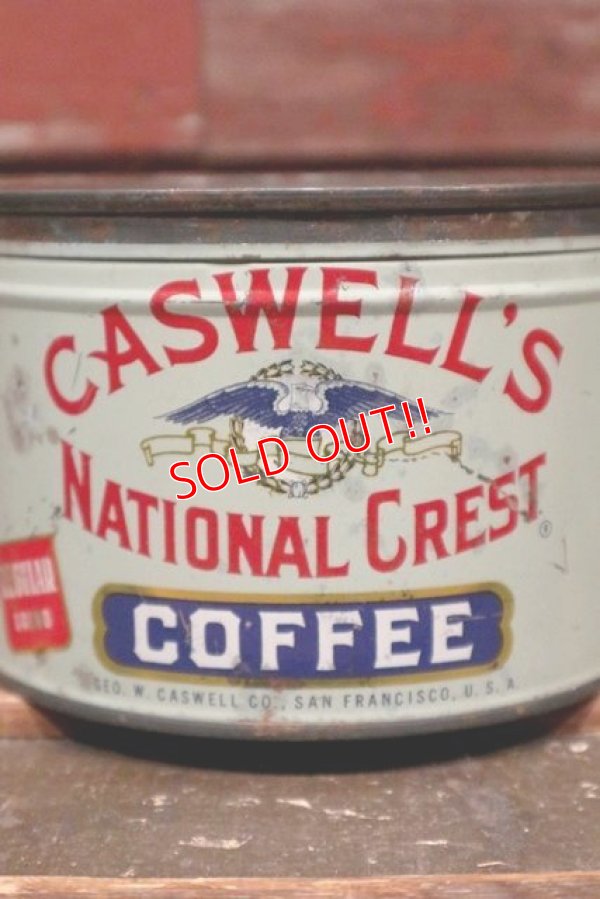 CASWELL'S
SOLD OUT!!
NATIONAL CREST
®
COFFEE
GEO. W. CASWELL CO., SAN FRANCISCO, U. S. A.